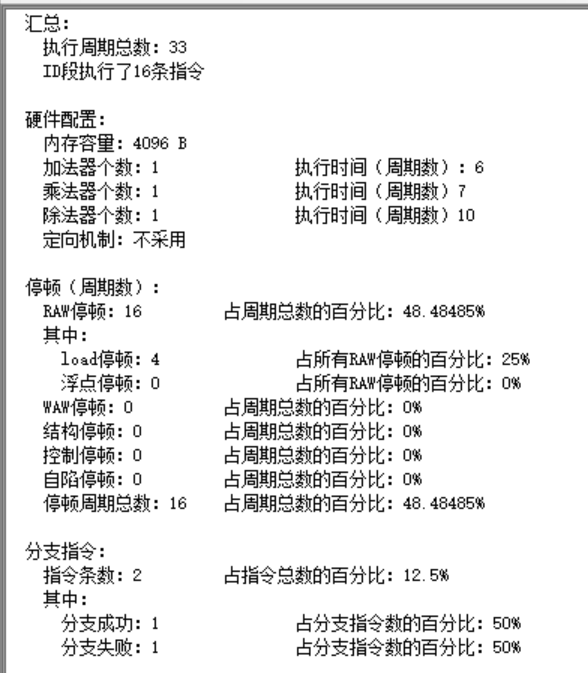 汇总:
执行周期总数: 33
ID段执行了16条指令
硬件配置:
内存容量: 4096 B
加法器个数: 1 执行时间（周期数）: 6
乘法器个数: 1 执行时间（周期数）7
除法器个数: 1 执行时间（周期数）10
定向机制: 不采用
停顿（周期数）:
RAW停顿: 16 占周期总数的百分比: 48.48485%
其中:
load停顿: 4 占所有RAW停顿的百分比: 25%
浮点停顿: 0 占所有RAW停顿的百分比: 0%
WAW停顿: 0 占周期总数的百分比: 0%
结构停顿: 0 占周期总数的百分比: 0%
控制停顿: 0 占周期总数的百分比: 0%
自陷停顿: 0 占周期总数的百分比: 0%
停顿周期总数: 16 占周期总数的百分比: 48.48485%
分支指令:
指令条数: 2 占指令总数的百分比: 12.5%
其中:
分支成功: 1 占分支指令数的百分比: 50%
分支失败: 1 占分支指令数的百分比: 50%